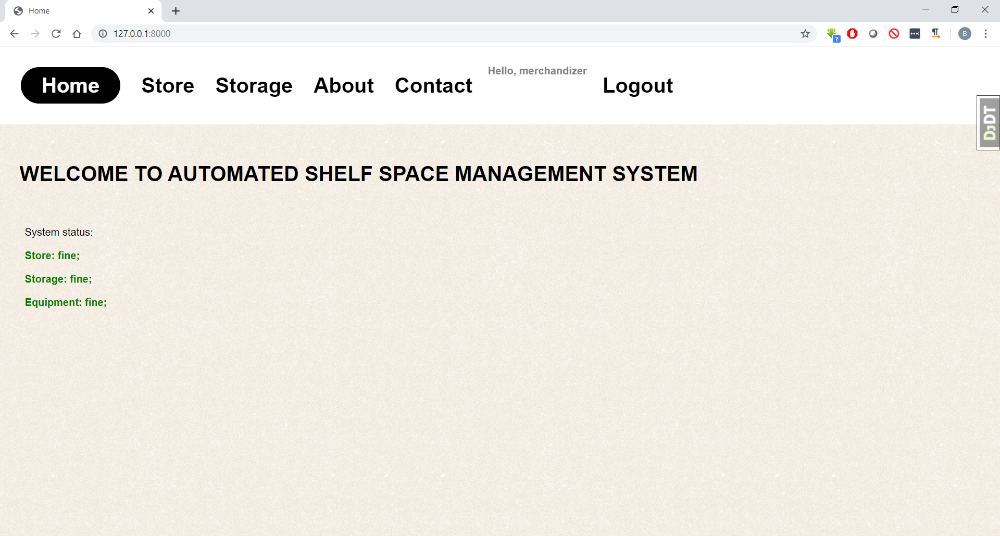 Home
127.0.0.1:8000
B
Home Store Storage About Contact Hello, merchandizer Logout
DjDT
WELCOME TO AUTOMATED SHELF SPACE MANAGEMENT SYSTEM
System status:
Store: fine;
Storage: fine;
Equipment: fine;